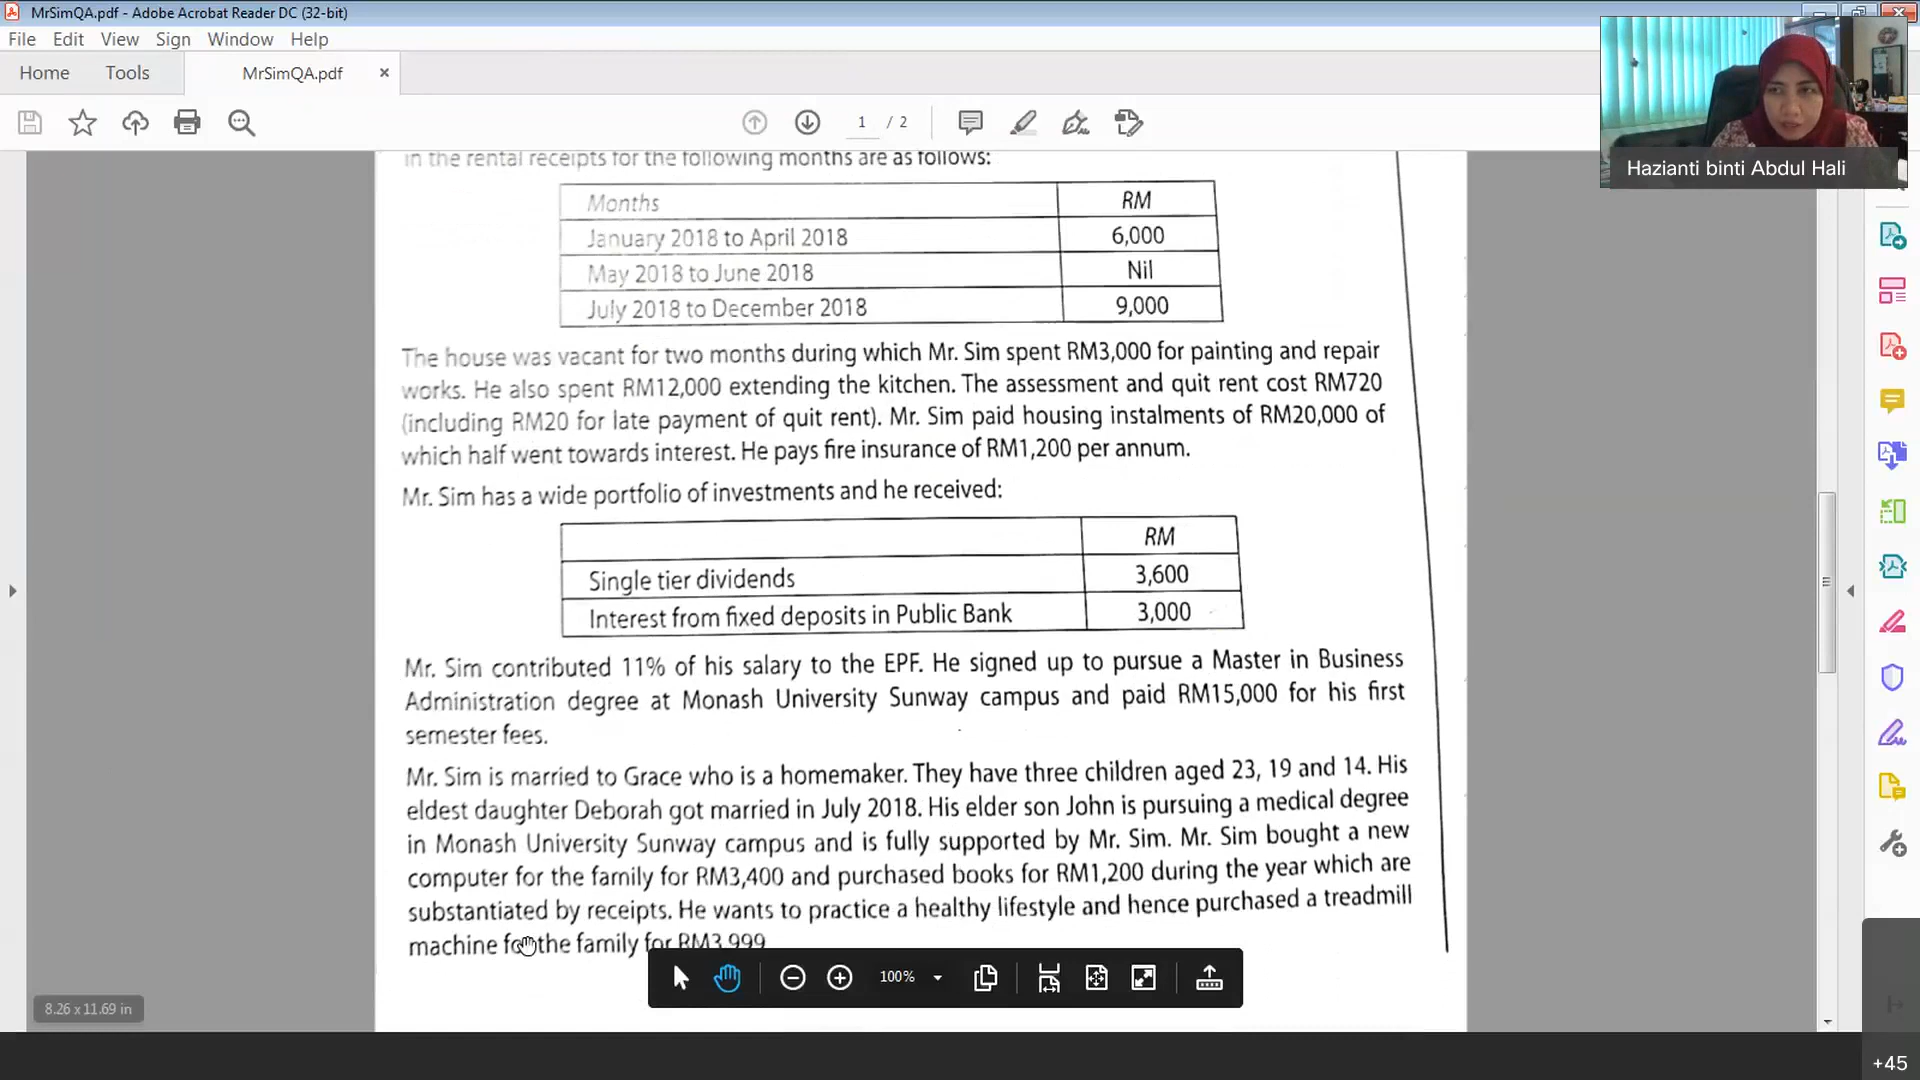 MrSimQA.pdf - Adobe Acrobat Reader DC (32-bit)
File Edit View Sign Window Help
Home Tools MrSimQA.pdf ×
1 / 2
Hazianti binti Abdul Hali
in the rental receipts for the following months are as follows:
Months RM
January 2018 to April 2018 6,000
May 2018 to June 2018 Nil
July 2018 to December 2018 9,000
The house was vacant for two months during which Mr. Sim spent RM3,000 for painting and repair
works. He also spent RM12,000 extending the kitchen. The assessment and quit rent cost RM720
(including RM20 for late payment of quit rent). Mr. Sim paid housing instalments of RM20,000 of
which half went towards interest. He pays fire insurance of RM1,200 per annum.
Mr. Sim has a wide portfolio of investments and he received:
RM
Single tier dividends 3,600
Interest from fixed deposits in Public Bank 3,000
Mr. Sim contributed 11% of his salary to the EPF. He signed up to pursue a Master in Business
Administration degree at Monash University Sunway campus and paid RM15,000 for his first
semester fees.
Mr. Sim is married to Grace who is a homemaker. They have three children aged 23, 19 and 14. His
eldest daughter Deborah got married in July 2018. His elder son John is pursuing a medical degree
in Monash University Sunway campus and is fully supported by Mr. Sim. Mr. Sim bought a new
computer for the family for RM3,400 and purchased books for RM1,200 during the year which are
substantiated by receipts. He wants to practice a healthy lifestyle and hence purchased a treadmill
machine for the family for RM3,999
100%
8.26 x 11.69 in
+45